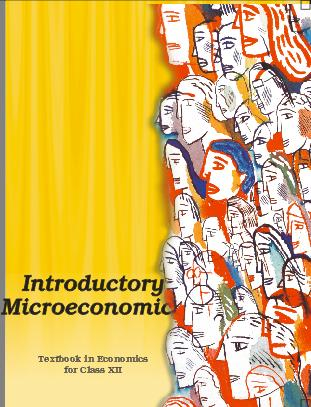 Introductory
Microeconomic
Textbook in Economics
for Class XII